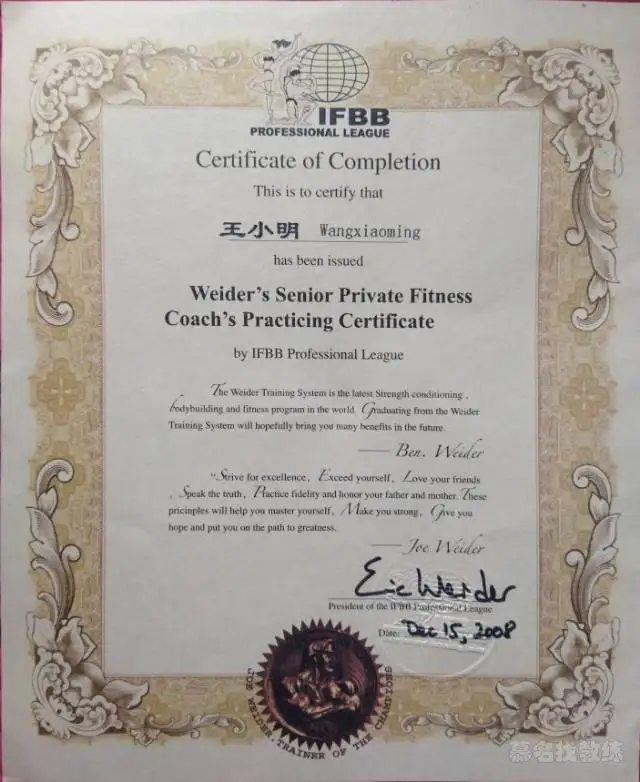 IFBB
PROFESSIONAL LEAGUE
Certificate of Completion
This is to certify that
王小明 Wangxiaoming
has been issued
Weider's Senior Private Fitness
Coach's Practicing Certificate
by IFBB Professional League
The Weider Training System is the latest Strength conditioning ,
bodybuilding and fitness program in the world. Graduating from the Weider
Training System will hopefully bring you many benefits in the future.
—— Ben. Weider
"Strive for excellence, Exceed yourself, Love your friends
, Speak the truth, Practice fidelity and honor your father and mother. These
pricinples will help you master yourself, Make you strong, Give you
hope and put you on the path to greatness.
—— Joe Weider
Eric Weider
President of the IFBB Professional League
Date: Dec 15, 2008
JOE WEIDER, TRAINER OF THE CHAMPIONS
慕名找教练